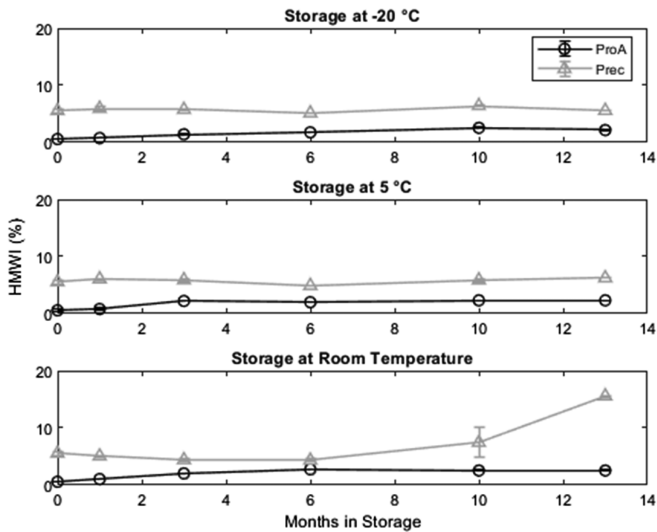 Storage at -20 °C
20
10
0
0 2 4 6 8 10 12 14
ProA
Prec
Storage at 5 °C
20
10
0
0 2 4 6 8 10 12 14
HMWI (%)
Storage at Room Temperature
20
10
0
0 2 4 6 8 10 12 14
Months in Storage